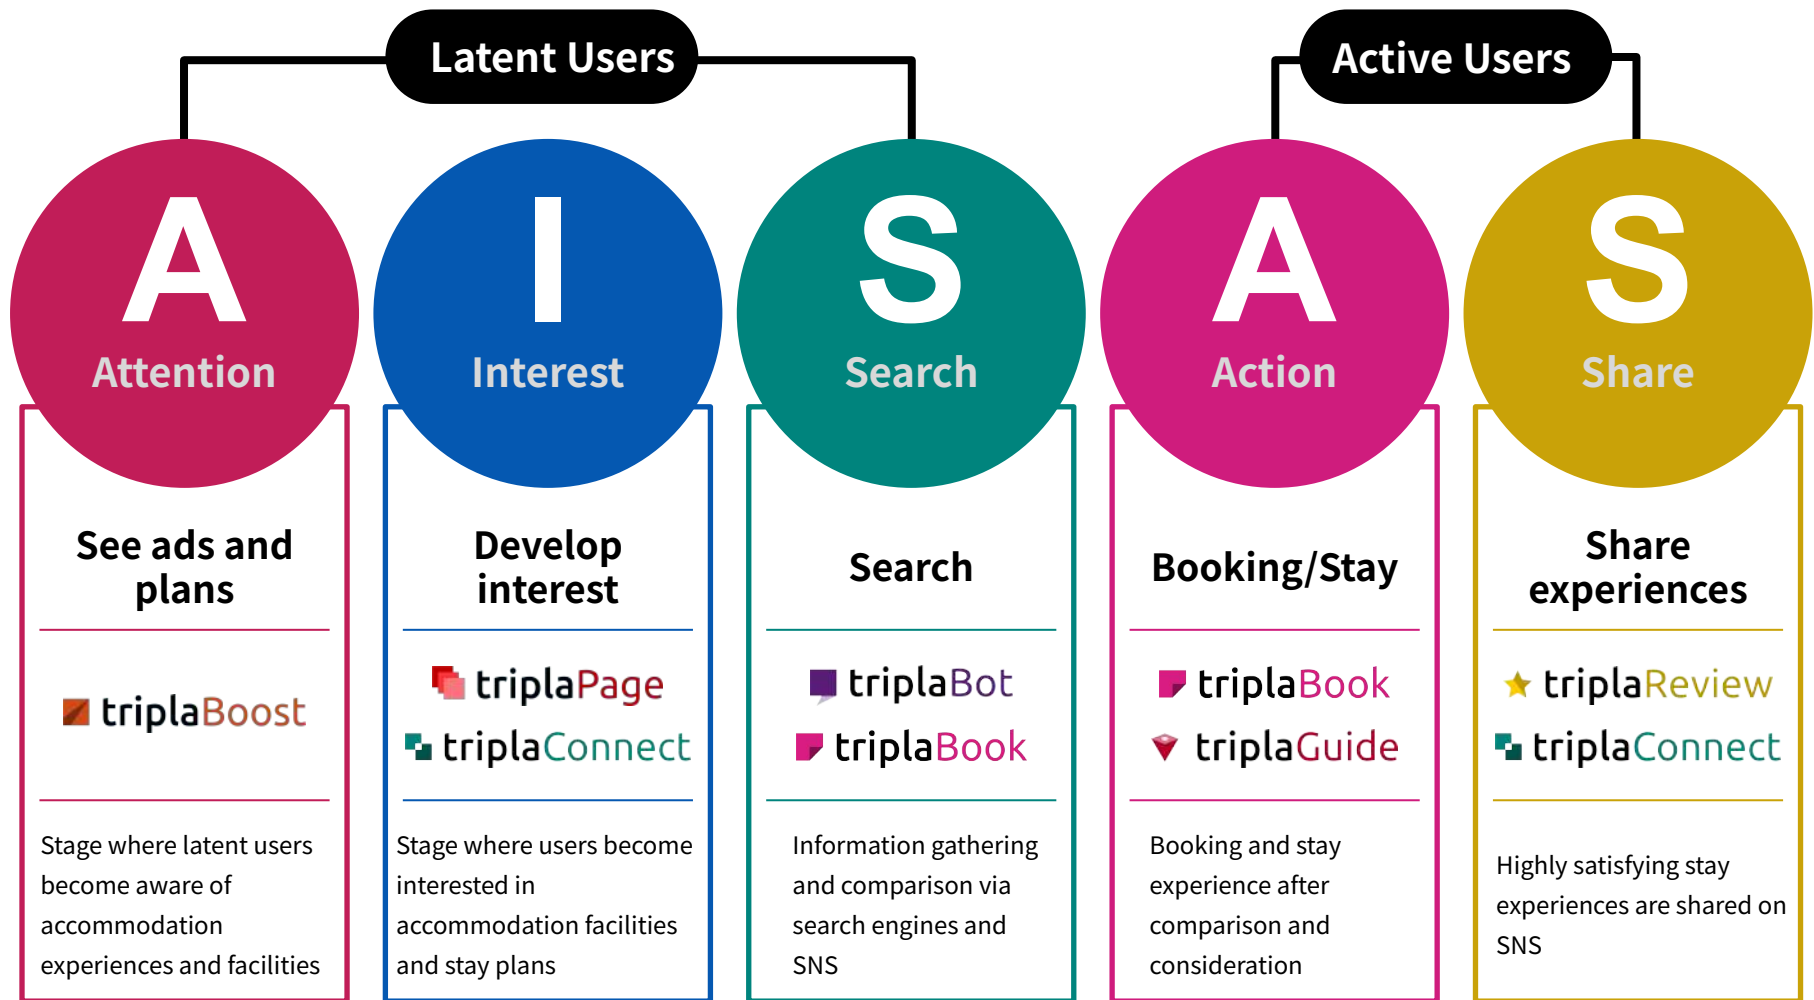 Latent Users
Active Users
A
Attention
I
Interest
S
Search
A
Action
S
Share
See ads and
plans
triplaBoost
Stage where latent users
become aware of
accommodation
experiences and facilities
Develop
interest
triplaPage
triplaConnect
Stage where users become
interested in
accommodation facilities
and stay plans
Search
triplaBot
triplaBook
Information gathering
and comparison via
search engines and
SNS
Booking/Stay
triplaBook
triplaGuide
Booking and stay
experience after
comparison and
consideration
Share
experiences
triplaReview
triplaConnect
Highly satisfying stay
experiences are shared on
SNS